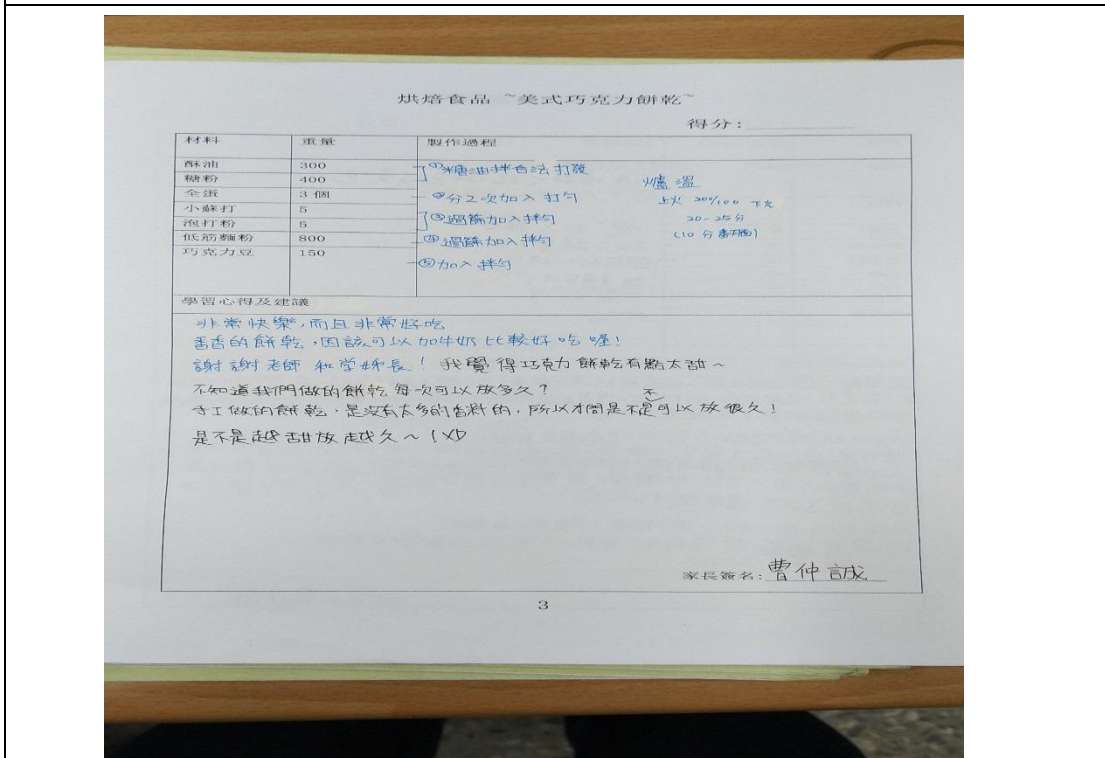 烘焙食品 ~美式巧克力餅乾~
得分：
材料 重量 製作過程
酥油 300 ①糖油拌合法 打發
糖粉 400
全蛋 3 個 ②分2次加入 打勻
小蘇打 5 ③過篩加入拌勻
泡打粉 5
低筋麵粉 800 ④過篩加入拌勻
巧克力豆 150 ⑤加入 拌勻
爐溫
上火 200/100 下火
20-25分
(10 分 翻面)
學習心得及建議
非常快樂，而且非常好吃
香香的餅乾，因該可以加牛奶比較好吃喔！
謝謝老師 和学姊長！我覺得巧克力餅乾有點太甜～
不知道我們做的餅乾每次可以放多久？
手工做的餅乾，是沒有太多的香料的，所以才問是不是可以放很久！
是不是越甜放越久～！XD
家長簽名：曹仲誠
3